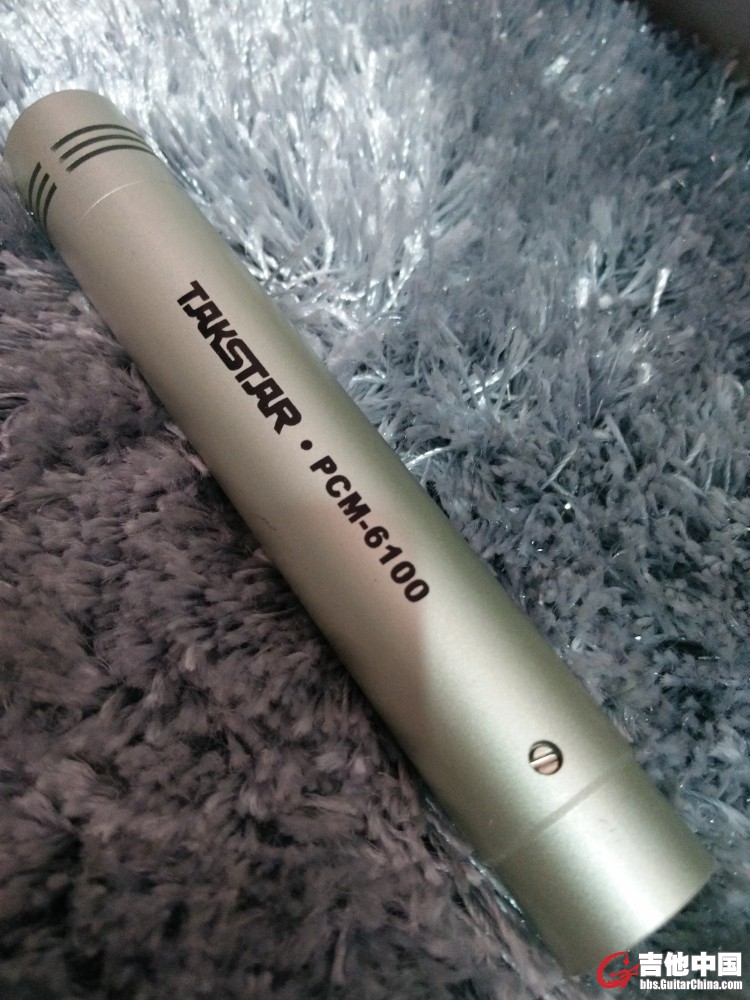 TAKSTAR · PCM-6100
吉他中国
bbs.GuitarChina.com